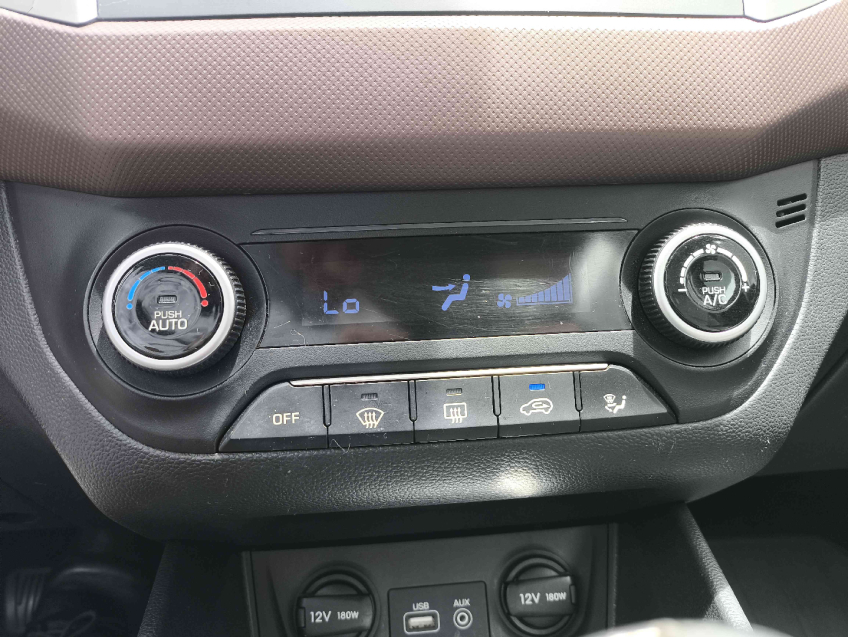 Lo
PUSH
AUTO
PUSH
A/C
OFF
USB
AUX
12V 180W
12V 180W